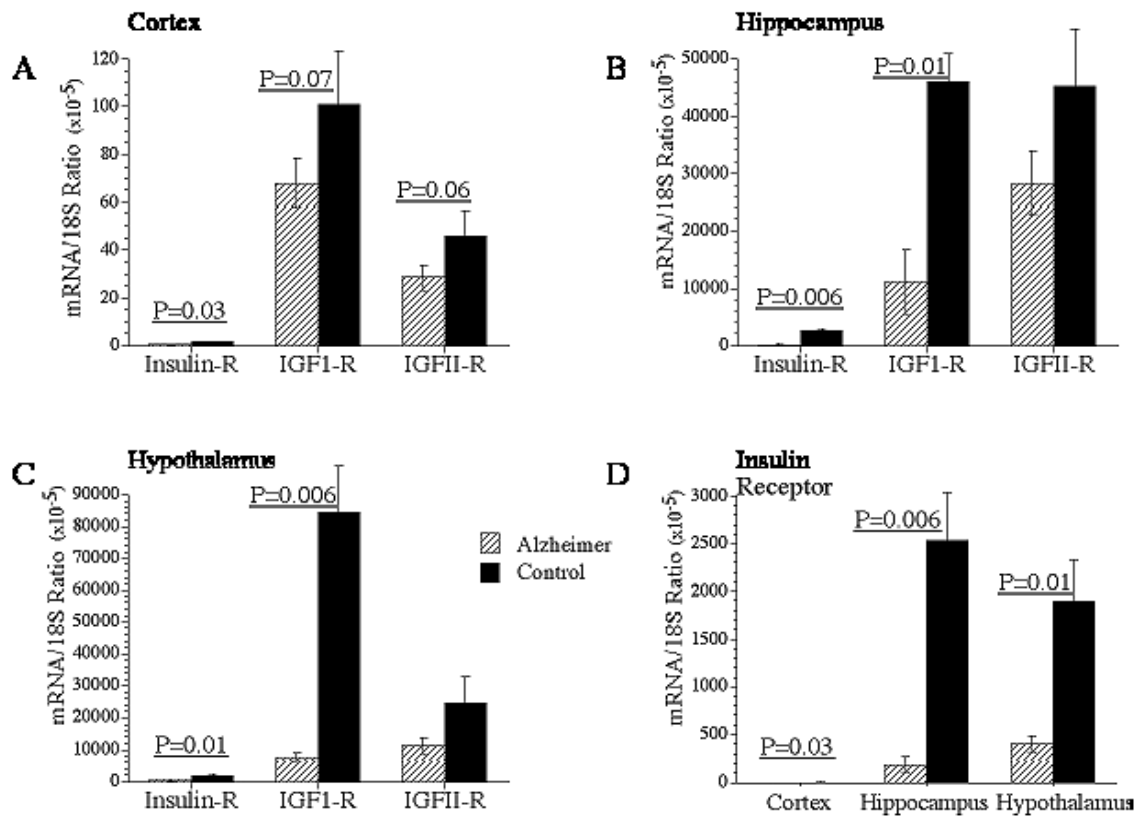 Cortex
A
mRNA/18S Ratio (x10-5)
120
100
80
60
40
20
0
P=0.03
P=0.07
P=0.06
Insulin-R IGF1-R IGFII-R
Hippocampus
B
mRNA/18S Ratio (x10-5)
50000
40000
30000
20000
10000
0
P=0.006
P=0.01
Insulin-R IGF1-R IGFII-R
Hypothalamus
C
mRNA/18S Ratio (x10-5)
90000
80000
70000
60000
50000
40000
30000
20000
10000
0
P=0.01
P=0.006
Insulin-R IGF1-R IGFII-R
Alzheimer
Control
Insulin
Receptor
D
mRNA/18S Ratio (x10-5)
3000
2500
2000
1500
1000
500
0
P=0.03
P=0.006
P=0.01
Cortex Hippocampus Hypothalamus